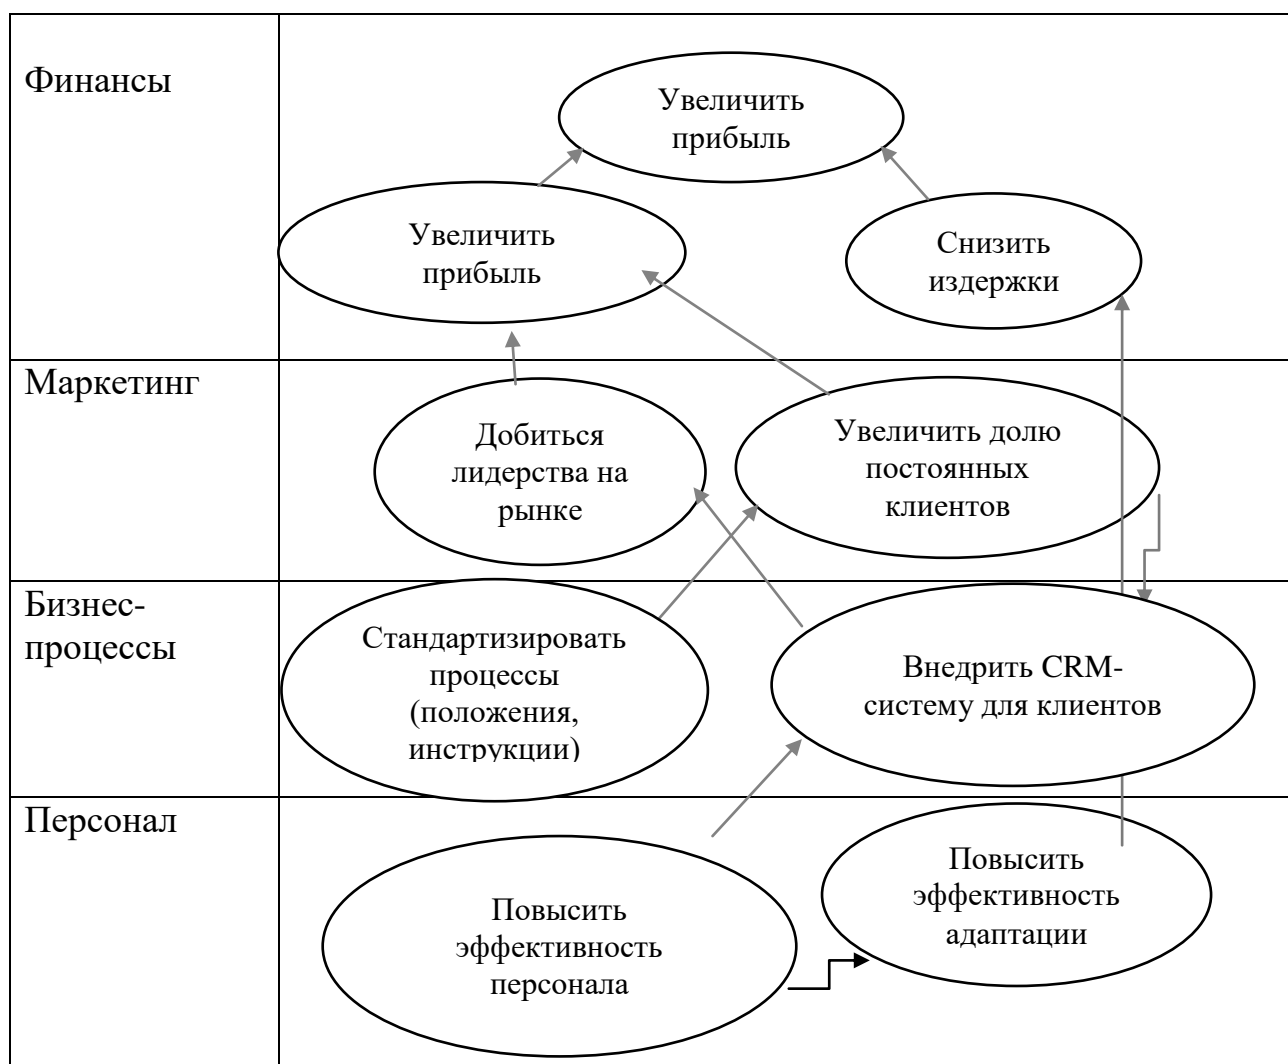 Финансы
Увеличить
прибыль
Увеличить
прибыль
Снизить
издержки
Маркетинг
Добиться
лидерства на
рынке
Увеличить долю
постоянных
клиентов
Бизнес-
процессы
Стандартизировать
процессы
(положения,
инструкции)
Внедрить CRM-
систему для клиентов
Персонал
Повысить
эффективность
персонала
Повысить
эффективность
адаптации